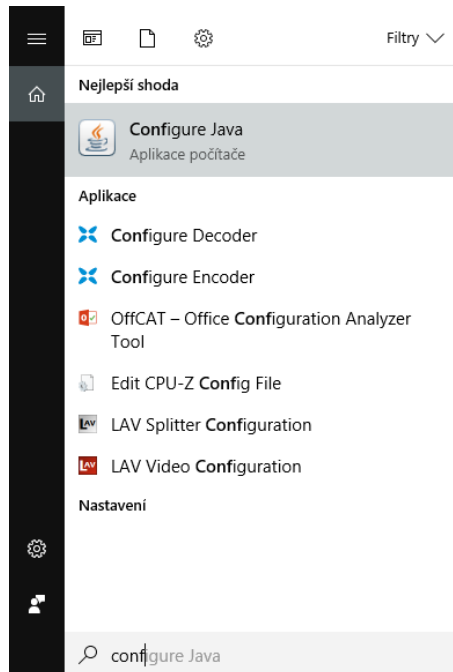 Filtry
Nejlepší shoda
Configure Java
Aplikace počítače
Aplikace
Configure Decoder
Configure Encoder
OffCAT – Office Configuration Analyzer
Tool
Edit CPU-Z Config File
LAV Splitter Configuration
LAV Video Configuration
Nastavení
configure Java